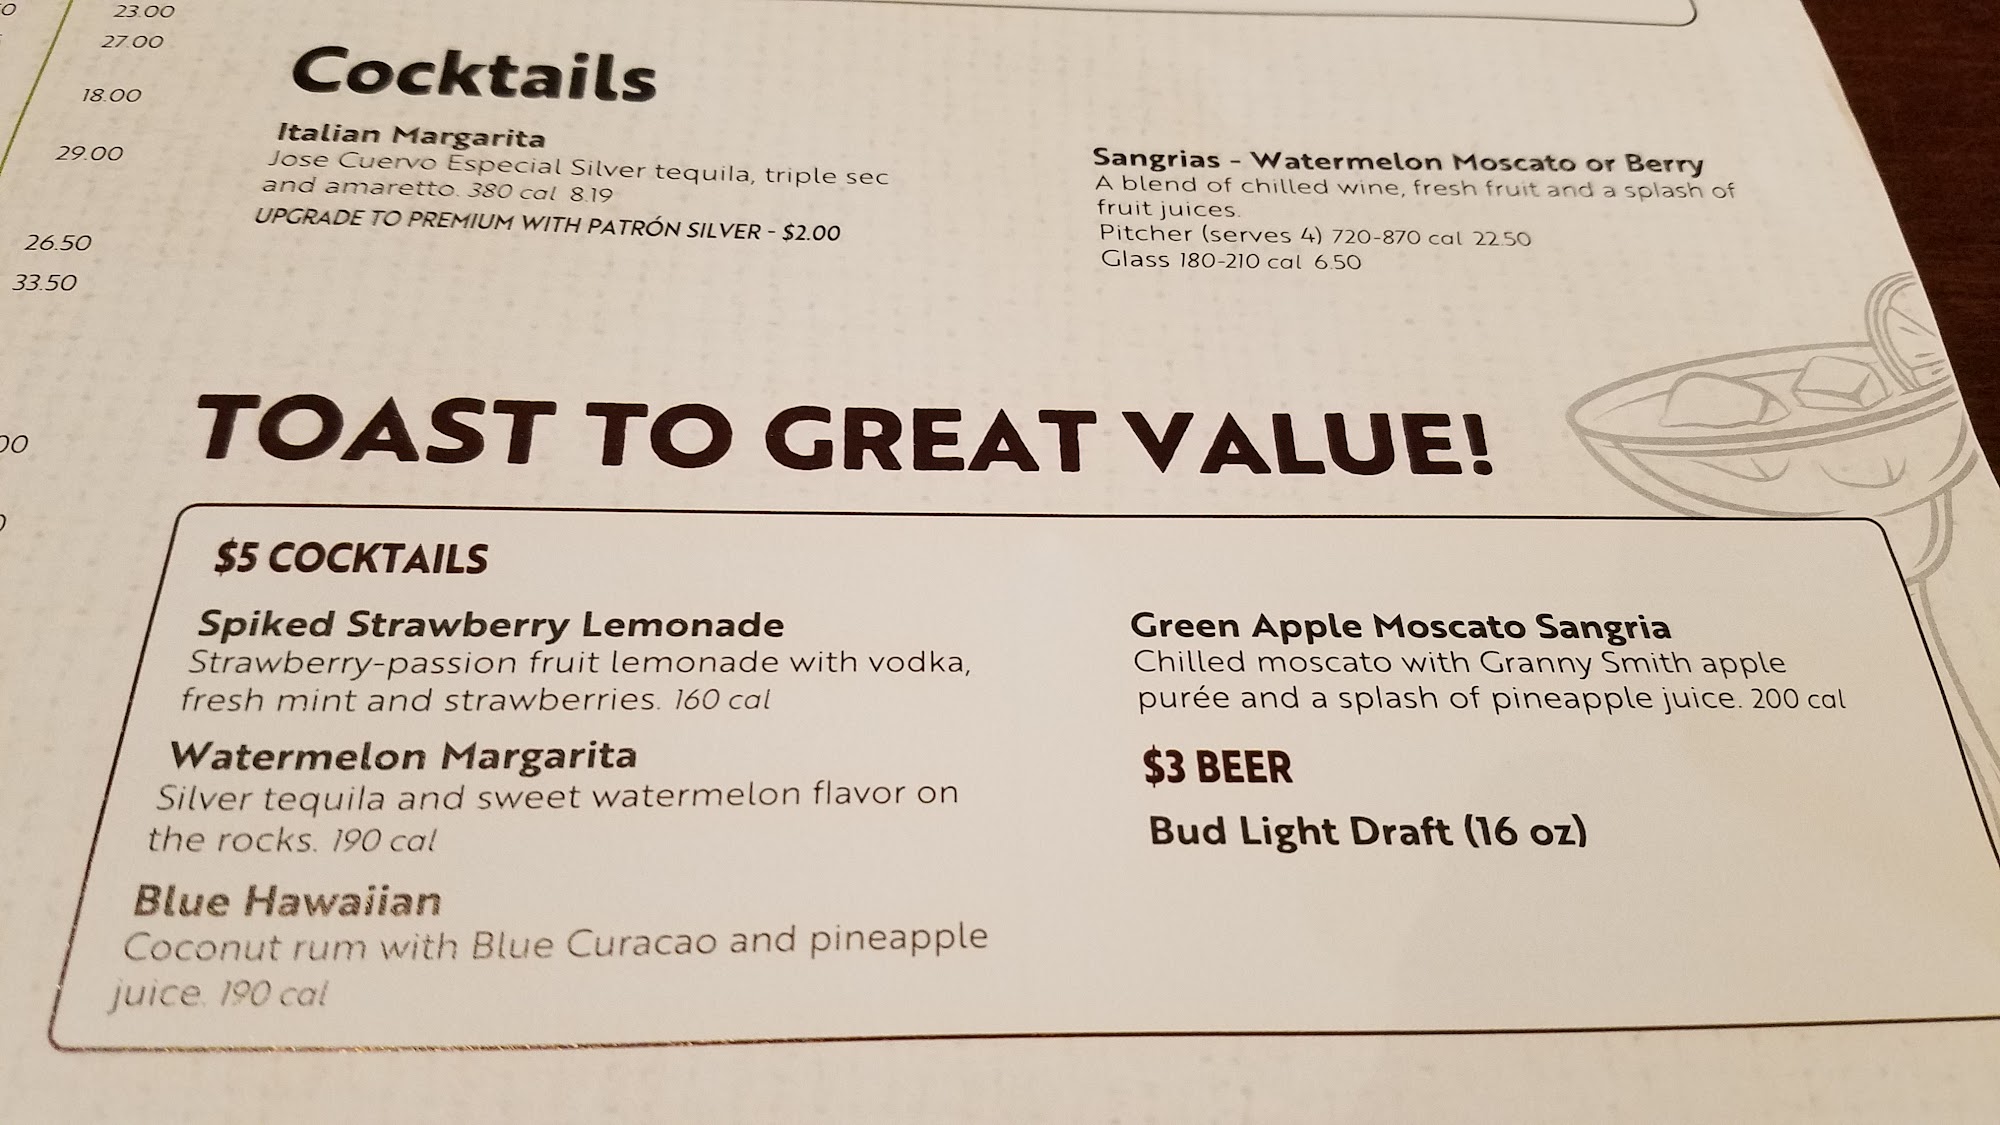 23.00
27.00
18.00
29.00
26.50
33.50
Cocktails
Italian Margarita
Jose Cuervo Especial Silver tequila, triple sec
and amaretto. 380 cal 8.19
UPGRADE TO PREMIUM WITH PATRÓN SILVER - $2.00
Sangrias - Watermelon Moscato or Berry
A blend of chilled wine, fresh fruit and a splash of
fruit juices.
Pitcher (serves 4) 720-870 cal 22.50
Glass 180-210 cal 6.50
TOAST TO GREAT VALUE!
$5 COCKTAILS
Spiked Strawberry Lemonade
Strawberry-passion fruit lemonade with vodka,
fresh mint and strawberries. 160 cal
Watermelon Margarita
Silver tequila and sweet watermelon flavor on
the rocks. 190 cal
Blue Hawaiian
Coconut rum with Blue Curacao and pineapple
juice. 190 cal
Green Apple Moscato Sangria
Chilled moscato with Granny Smith apple
purée and a splash of pineapple juice. 200 cal
$3 BEER
Bud Light Draft (16 oz)